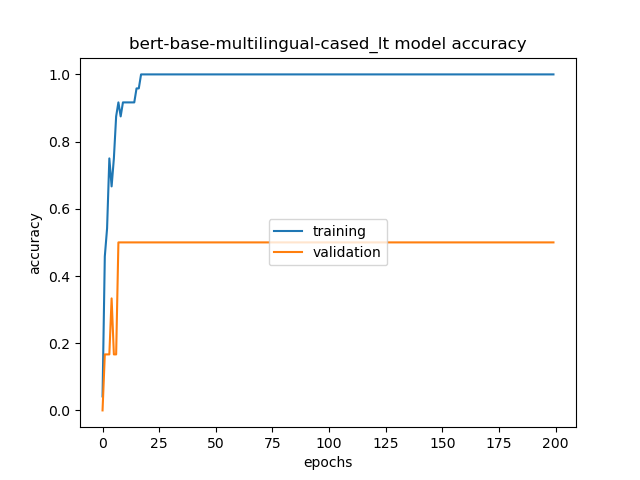 bert-base-multilingual-cased_lt model accuracy
1.0
0.8
0.6
0.4
0.2
0.0
accuracy
training
validation
0 25 50 75 100 125 150 175 200
epochs